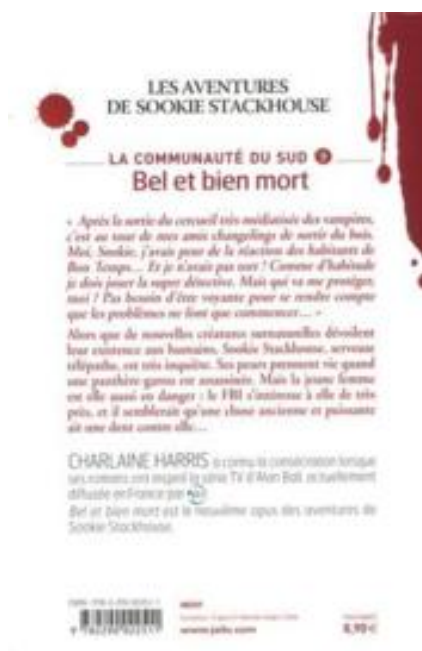 LES AVENTURES
DE SOOKIE STACKHOUSE
LA COMMUNAUTÉ DU SUD 9
Bel et bien mort
« Après la sortie du cercueil très médiatisée des vampires,
c'est au tour de mes amis changelings de sortir du bois.
Moi, Sookie, j'avais peur de la réaction des habitants de
Bon Temps... Et je n'avais pas tort ! Comme d'habitude
je dois jouer la super détective. Mais qui va me protéger,
moi ? Pas besoin d'être voyante pour se rendre compte
que les problèmes ne font que commencer... »
Alors que de nouvelles créatures surnaturelles dévoilent
leur existence aux humains, Sookie Stackhouse, serveuse
télépathe, est très inquiète. Ses peurs prennent vie quand
une panthère-garou est assassinée. Mais la jeune femme
est elle aussi en danger : le FBI s'intéresse à elle de très
près, et il semblerait qu'une chose ancienne et puissante
ait une dent contre elle...
CHARLAINE HARRIS a connu la consécration lorsque
ses romans ont inspiré la série TV d'Alan Ball, actuellement
diffusée en France par
Bel et bien mort est le neuvième opus des aventures de
Sookie Stackhouse.
www.jailu.com
8,90 €